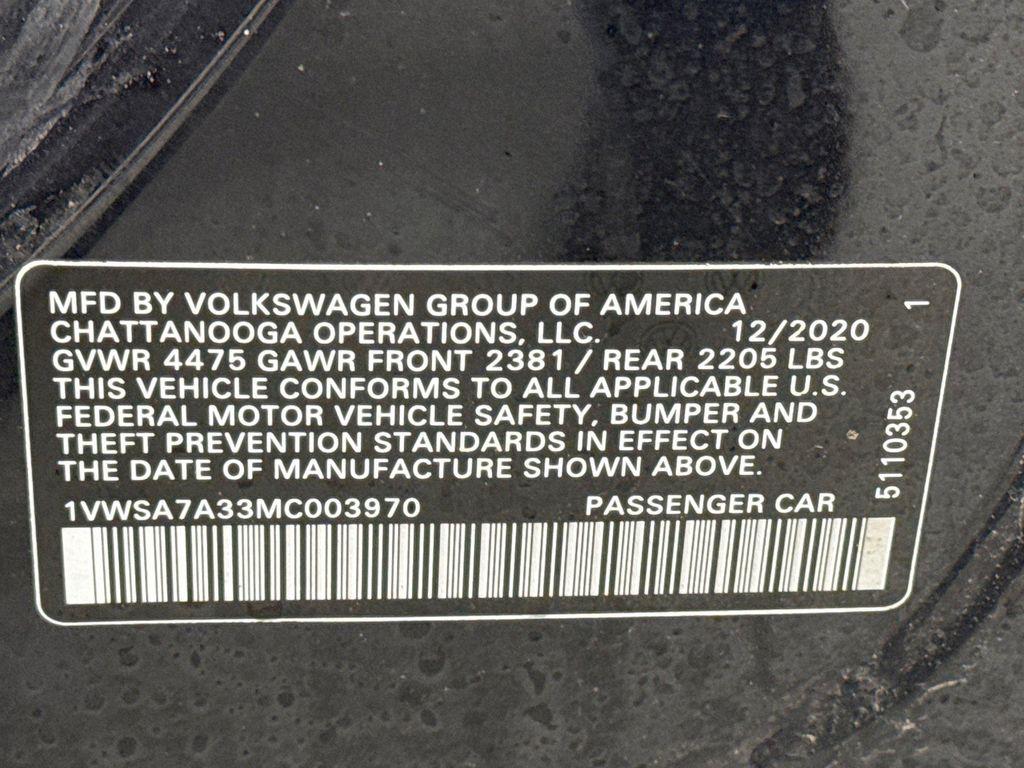 MFD BY VOLKSWAGEN GROUP OF AMERICA
CHATTANOOGA OPERATIONS, LLC. 12/2020
GVWR 4475 GAWR FRONT 2381 / REAR 2205 LBS
THIS VEHICLE CONFORMS TO ALL APPLICABLE U.S.
FEDERAL MOTOR VEHICLE SAFETY, BUMPER AND
THEFT PREVENTION STANDARDS IN EFFECT ON
THE DATE OF MANUFACTURE SHOWN ABOVE.
1VWSA7A33MC003970 PASSENGER CAR
5110353 1